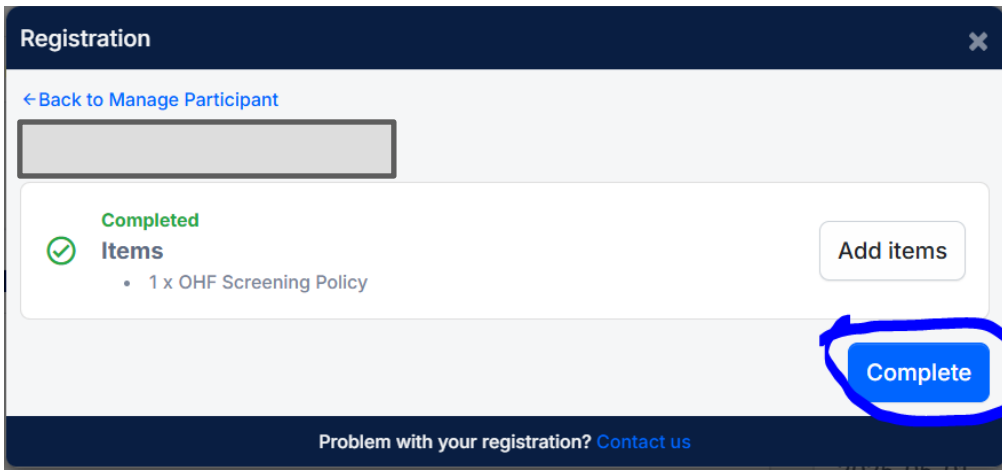 Registration
←Back to Manage Participant
Completed
Items
Add items
• 1 x OHF Screening Policy
Complete
Problem with your registration? Contact us